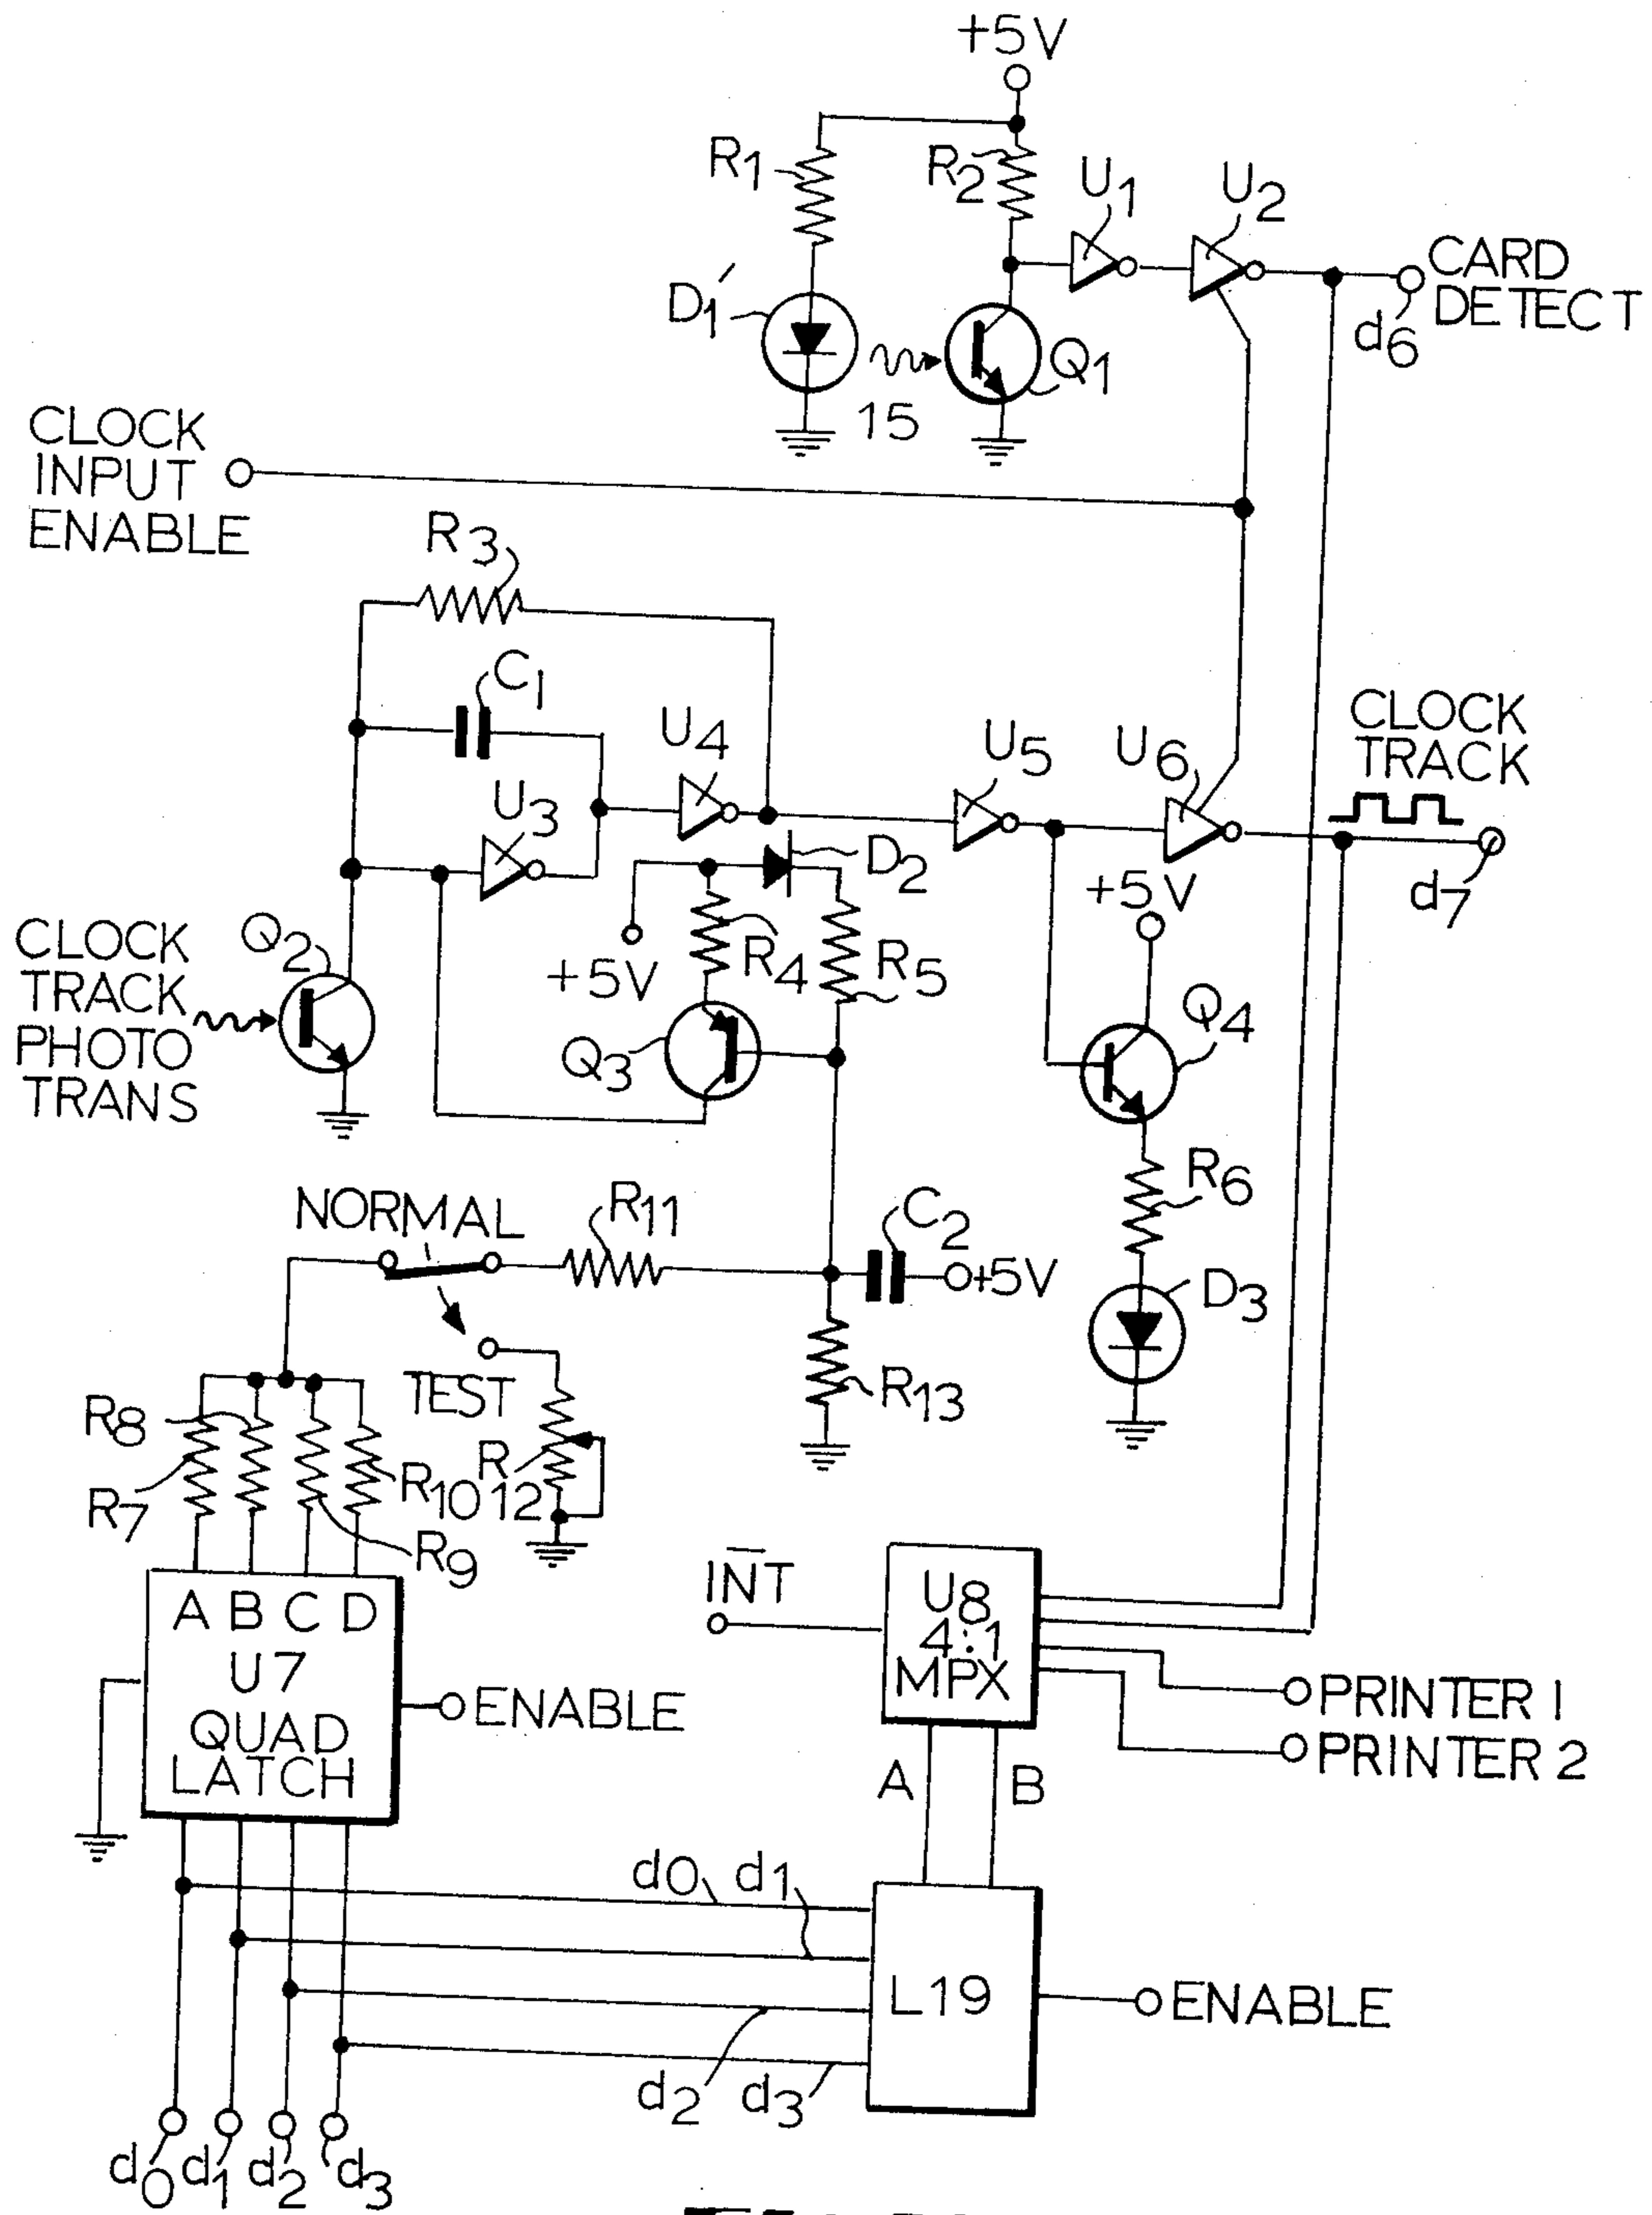 +5V
R1
R2
U1
U2
CARD
DETECT
d6
D1'
Q1
15
CLOCK
INPUT
ENABLE
R3
C1
U4
U3
U5
U6
CLOCK
TRACK
d7
D2
+5V
R4
R5
+5V
Q2
CLOCK
TRACK
PHOTO
TRANS
Q3
Q4
R6
NORMAL
R11
C2
+5V
D3
TEST
R13
R8
R7
R10
R12
R9
A B C D
U7
QUAD
LATCH
ENABLE
INT
U8
4:1
MPX
PRINTER 1
PRINTER 2
A
B
d0 d1
L19
ENABLE
d2 d3
d0 d1 d2 d3